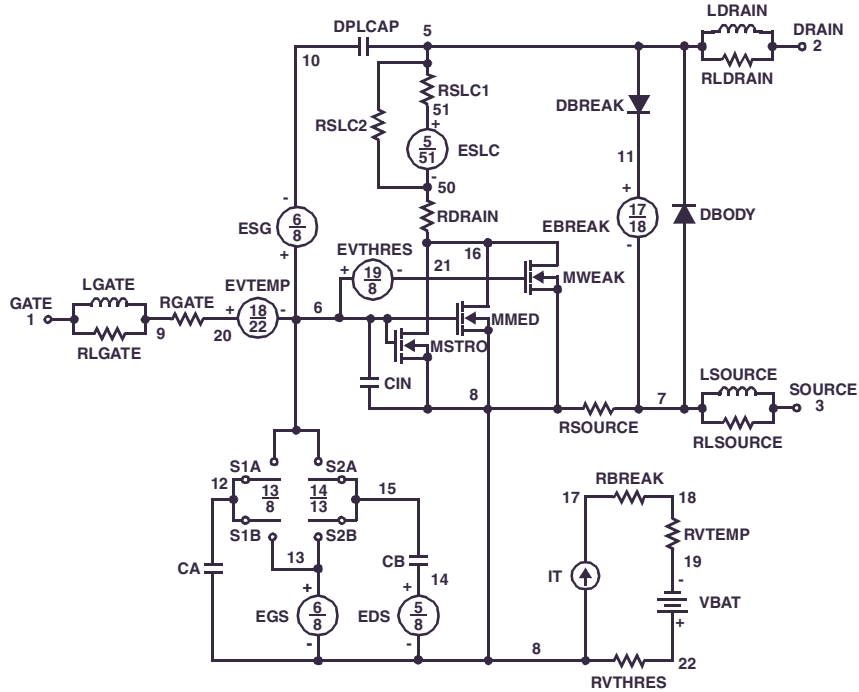 LDRAIN
DPLCAP 5 DRAIN
10 2
RLDRAIN
RSLC1
51
DBREAK
RSLC2 +
5
51 ESLC
11
- -
50 +
ESG 6
8 RDRAIN 17
18 DBODY
EBREAK
+ EVTHRES 16 -
+ 19
8 - 21 MWEAK
LGATE EVTEMP
GATE RGATE + 18
22 - 6
1 MMED
9 20 MSTRO
RLGATE
CIN LSOURCE
8 7 SOURCE
3
RSOURCE
RLSOURCE
S1A S2A
12 13
8 14
13 15 RBREAK
17 18
S1B S2B
RVTEMP
13 CB 19
CA 14 IT -
+ +
VBAT
EGS 6
8 EDS 5
8 +
- - 8
22
RVTHRES